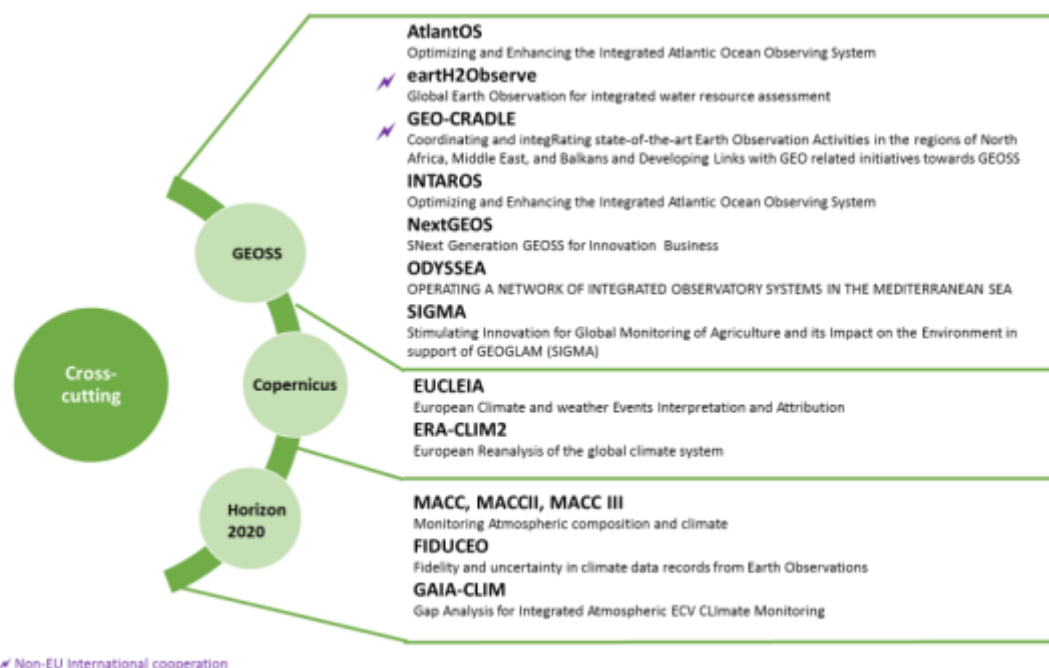 AtlantOS
Optimizing and Enhancing the Integrated Atlantic Ocean Observing System
eartH2Observe
Global Earth Observation for integrated water resource assessment
GEO-CRADLE
Coordinating and integRating state-of-the-art Earth Observation Activities in the regions of North
Africa, Middle East, and Balkans and Developing Links with GEO related initiatives towards GEOSS
INTAROS
Optimizing and Enhancing the Integrated Atlantic Ocean Observing System
NextGEOS
SNext Generation GEOSS for Innovation Business
ODYSSEA
OPERATING A NETWORK OF INTEGRATED OBSERVATORY SYSTEMS IN THE MEDITERRANEAN SEA
SIGMA
Stimulating Innovation for Global Monitoring of Agriculture and its Impact on the Environment in
support of GEOGLAM (SIGMA)
GEOSS
Cross-
cutting
Copernicus
EUCLEIA
European Climate and weather Events Interpretation and Attribution
ERA-CLIM2
European Reanalysis of the global climate system
Horizon
2020
MACC, MACCII, MACC III
Monitoring Atmospheric composition and climate
FIDUCEO
Fidelity and uncertainty in climate data records from Earth Observations
GAIA-CLIM
Gap Analysis for Integrated Atmospheric ECV CLImate Monitoring
Non-EU International cooperation